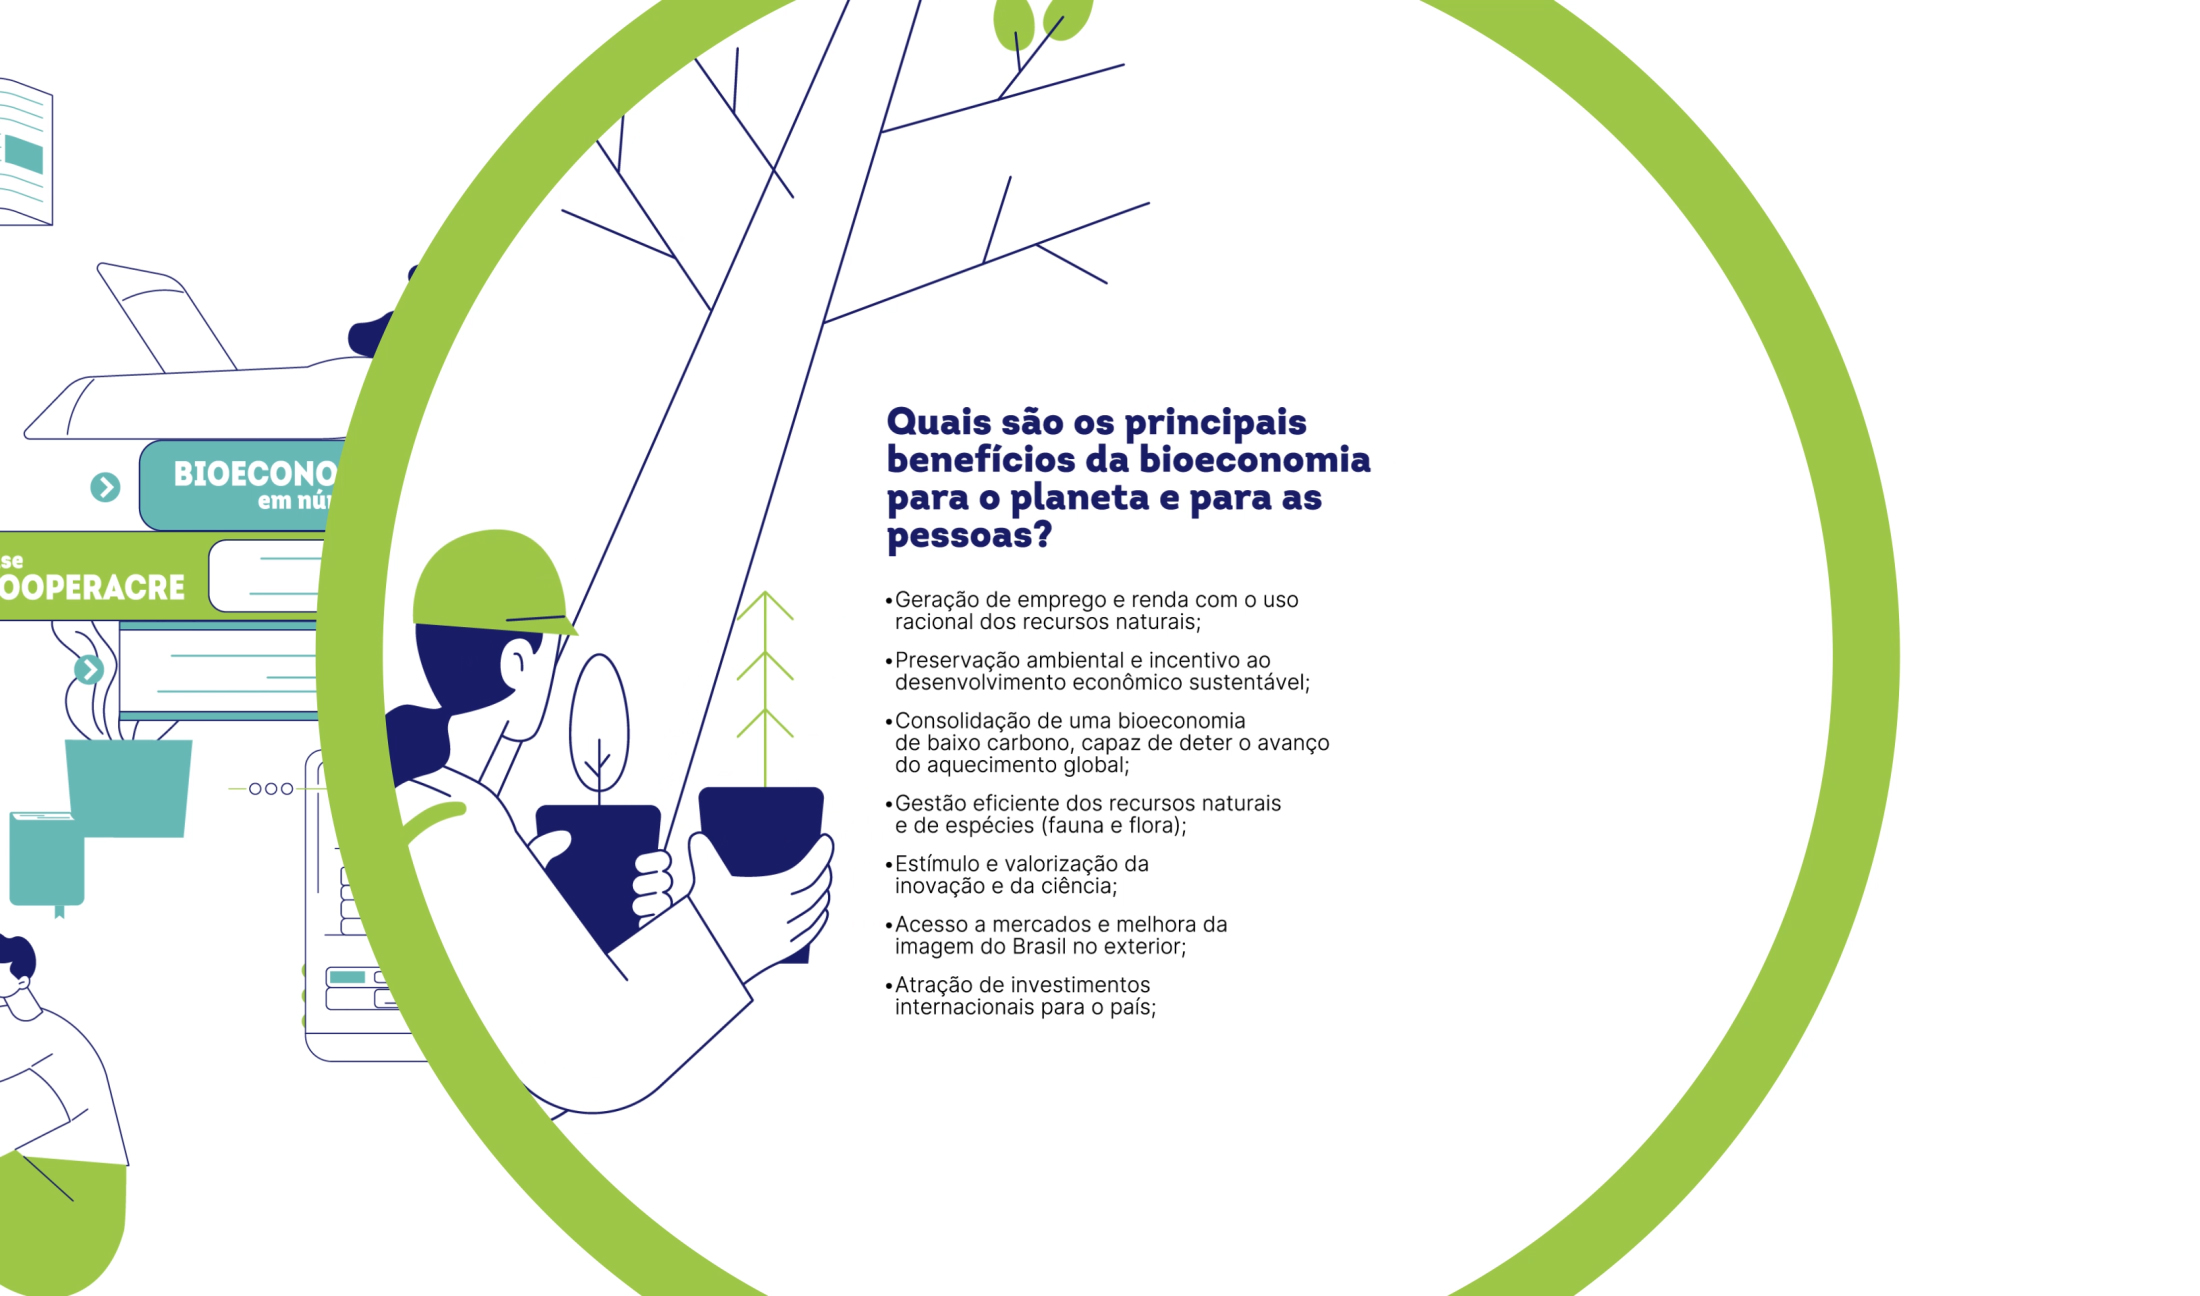 BIOECONO
em nú
se
OOPERACRE
Quais são os principais
benefícios da bioeconomia
para o planeta e para as
pessoas?
•Geração de emprego e renda com o uso
racional dos recursos naturais;
•Preservação ambiental e incentivo ao
desenvolvimento econômico sustentável;
•Consolidação de uma bioeconomia
de baixo carbono, capaz de deter o avanço
do aquecimento global;
•Gestão eficiente dos recursos naturais
e de espécies (fauna e flora);
•Estímulo e valorização da
inovação e da ciência;
•Acesso a mercados e melhora da
imagem do Brasil no exterior;
•Atração de investimentos
internacionais para o país;